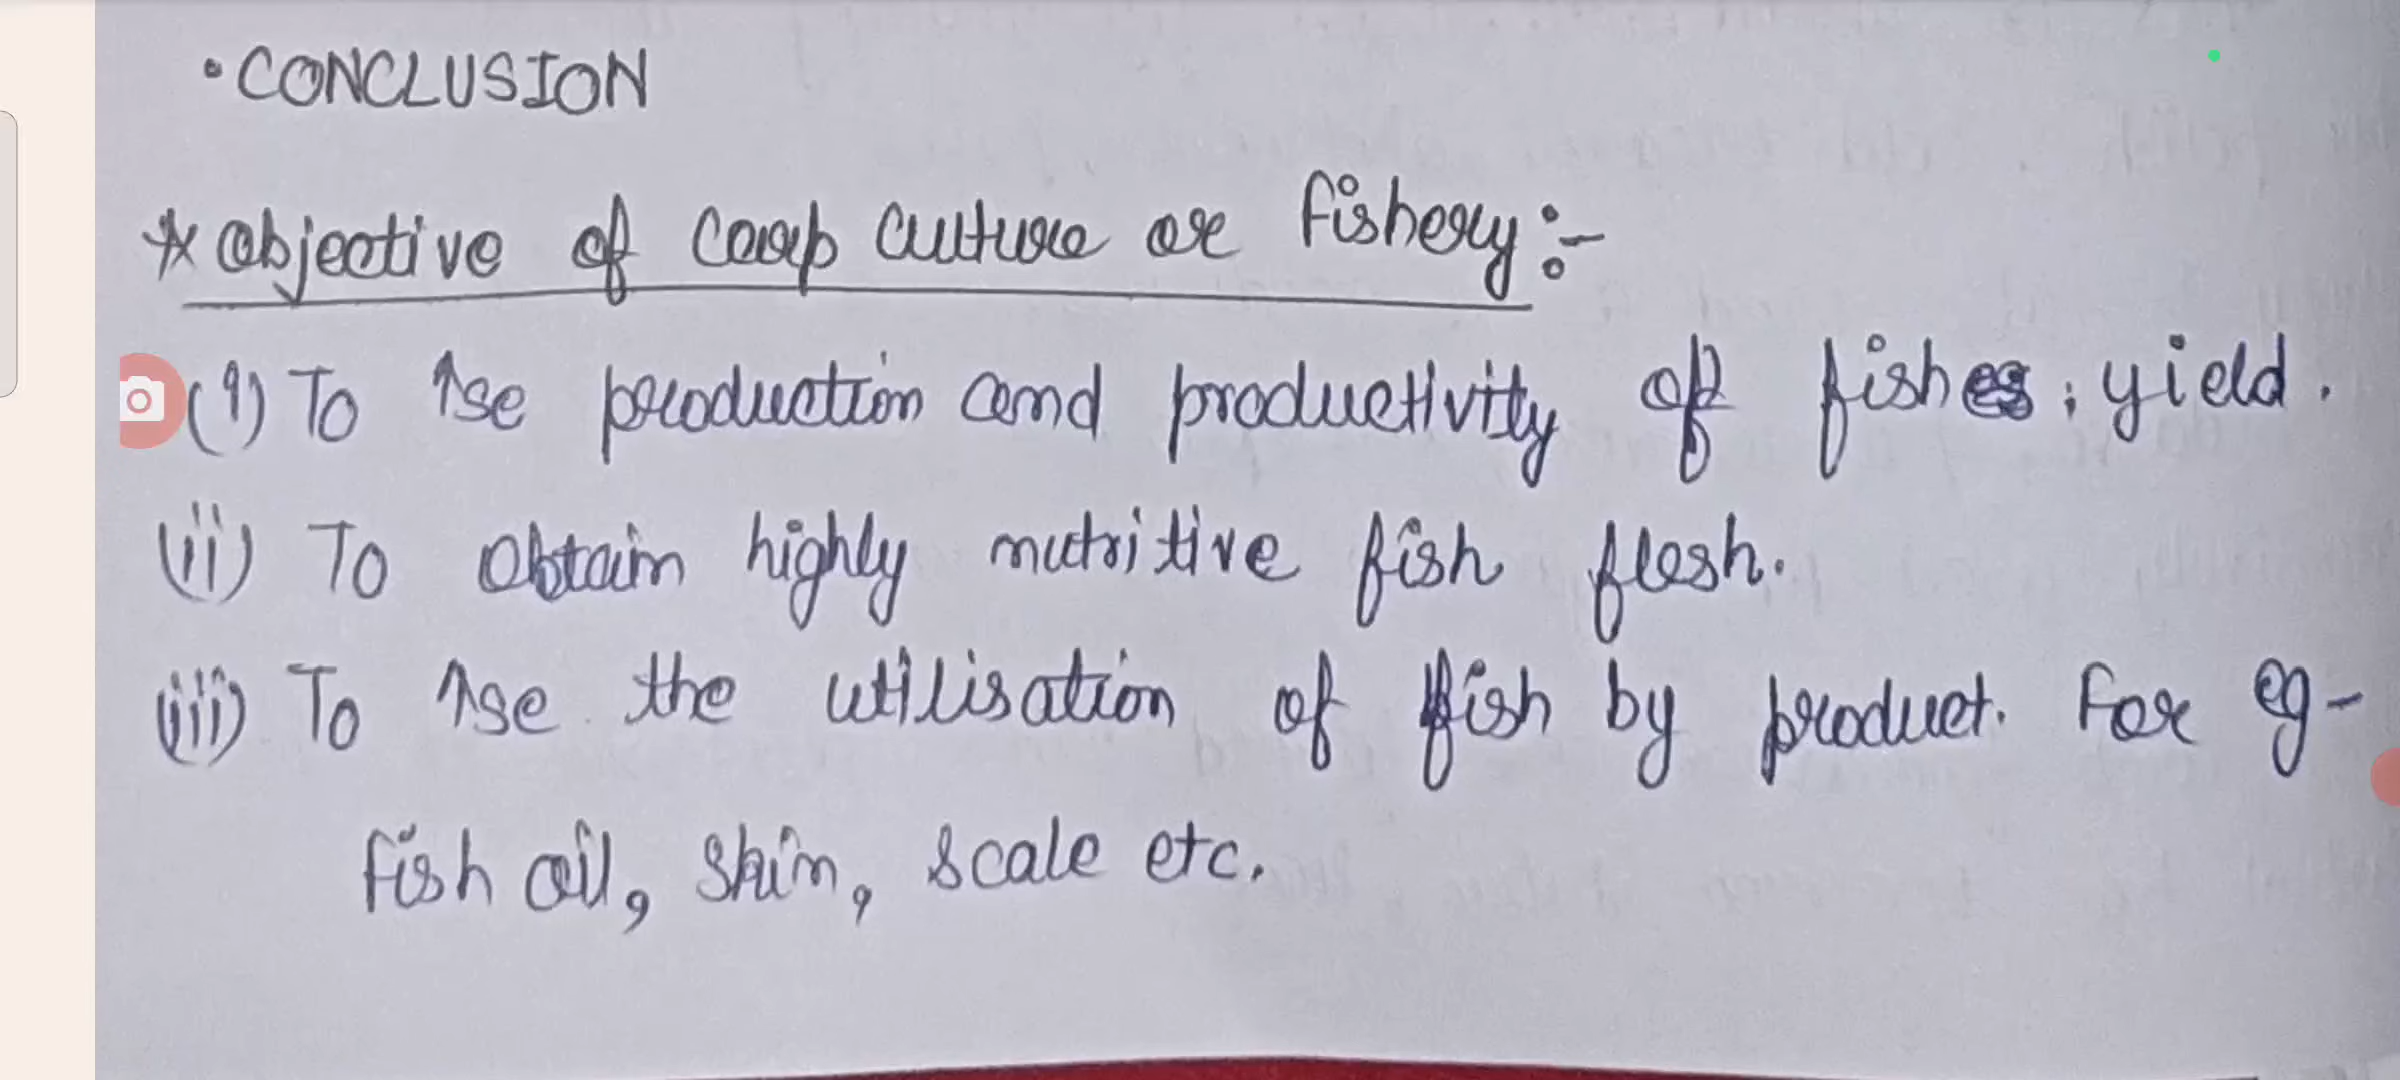 • CONCLUSION
* objective of carp culture or fishery :-
(i) To ↑se production and productivity of fishes, yield.
(ii) To obtain highly nutritive fish flesh.
(iii) To ↑se the utilisation of fish by product. For eg-
fish oil, skin, scale etc.